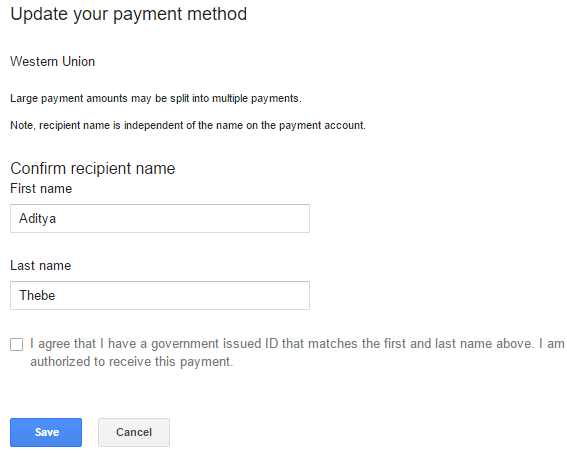 Update your payment method
Western Union
Large payment amounts may be split into multiple payments.
Note, recipient name is independent of the name on the payment account.
Confirm recipient name
First name
Aditya
Last name
Thebe
I agree that I have a government issued ID that matches the first and last name above. I am
authorized to receive this payment.
Save
Cancel